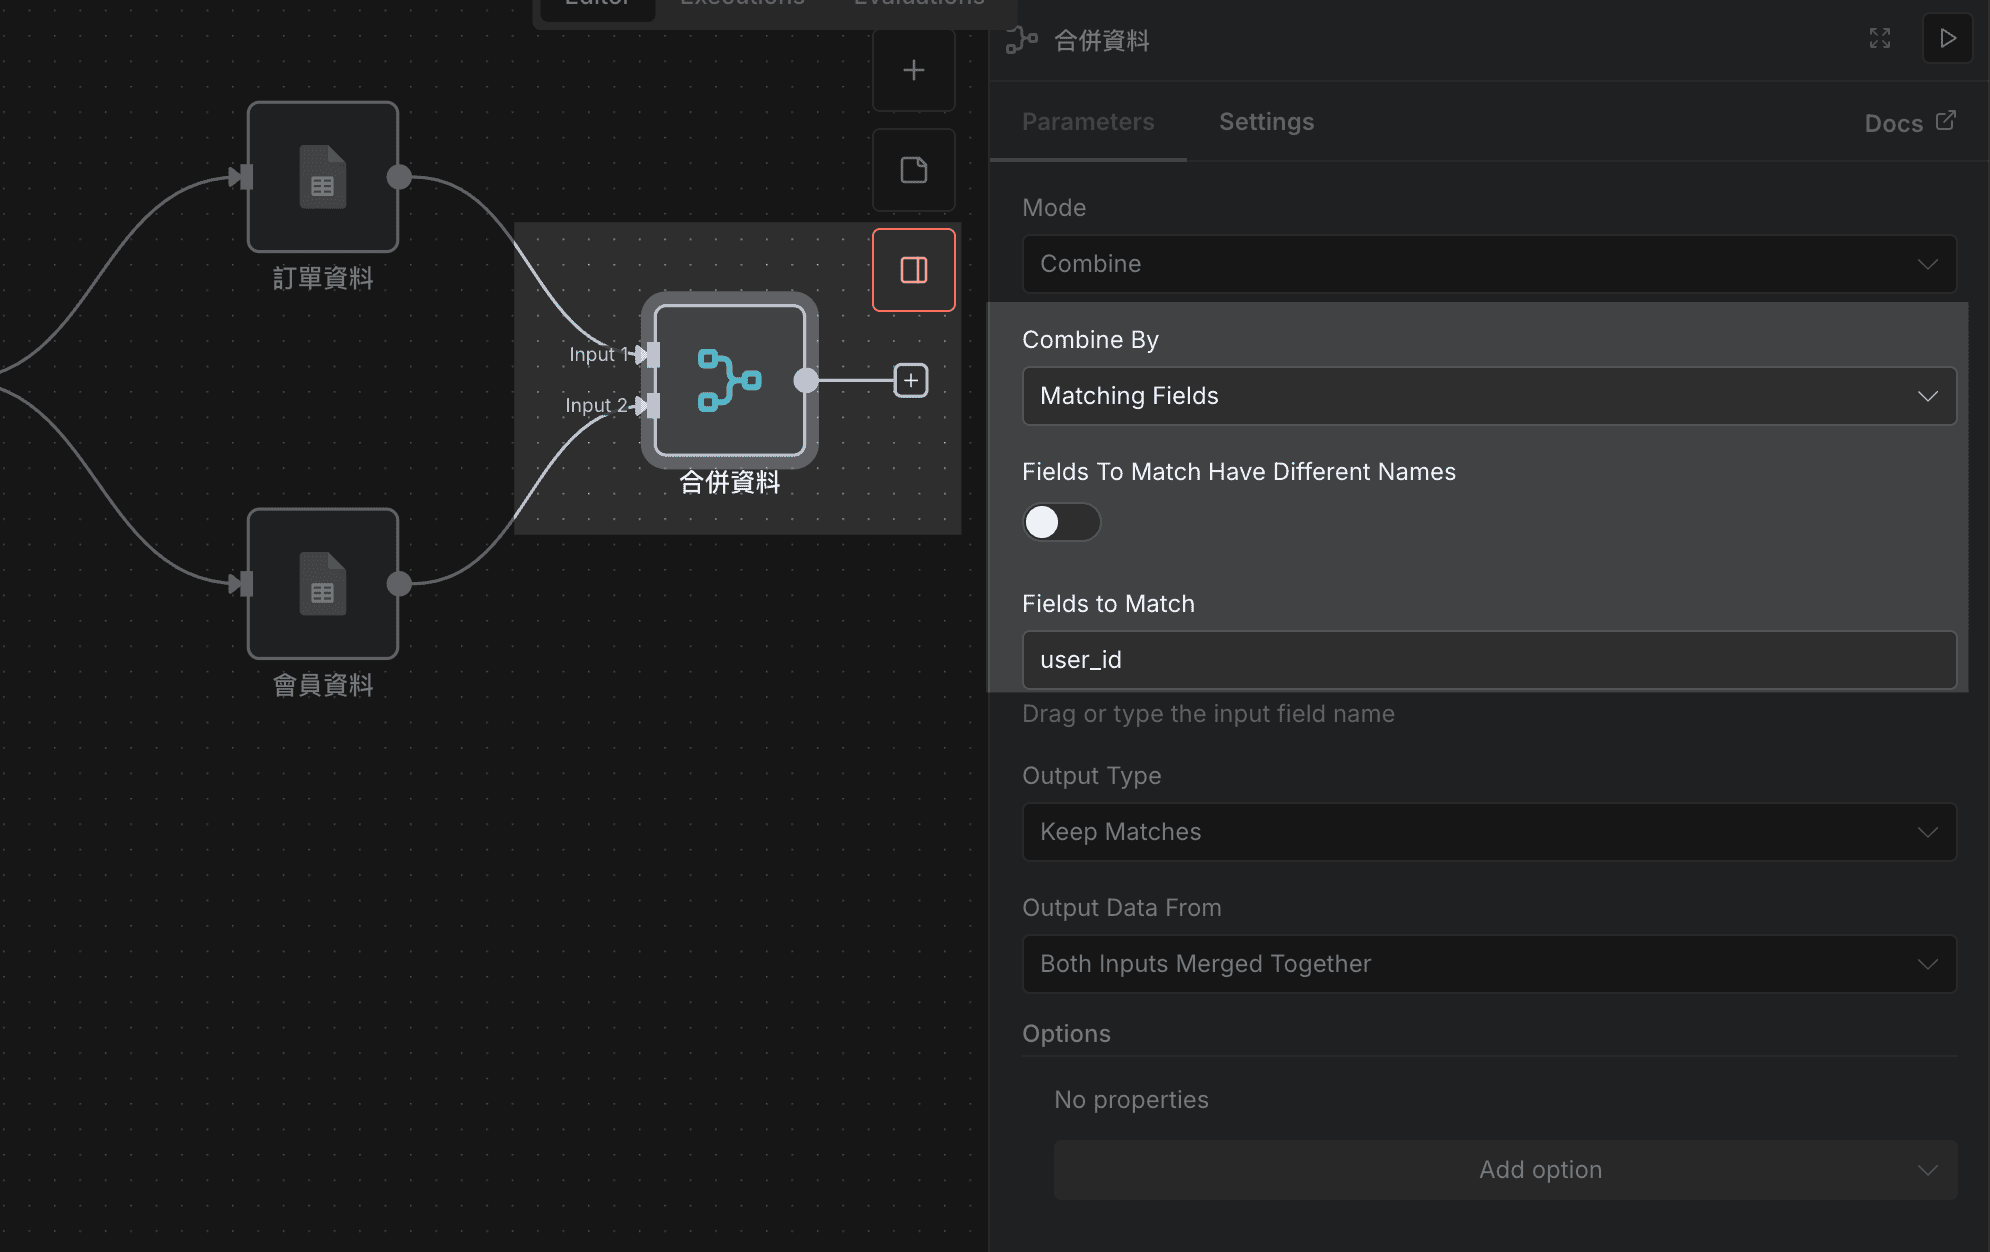 Editor
Executions
Evaluations
訂單資料
會員資料
Input 1
Input 2
合併資料
合併資料
Parameters
Settings
Docs
Mode
Combine
Combine By
Matching Fields
Fields To Match Have Different Names
Fields to Match
user_id
Drag or type the input field name
Output Type
Keep Matches
Output Data From
Both Inputs Merged Together
Options
No properties
Add option